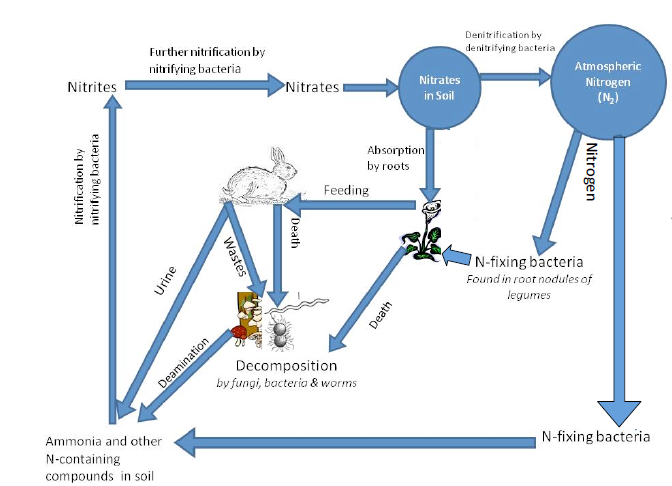 Further nitrification by
nitrifying bacteria
Denitrification by
denitrifying bacteria
Nitrites
Nitrates
Nitrates
in Soil
Atmospheric
Nitrogen
(N₂)
Nitrification by
nitrifying bacteria
Absorption
by roots
Nitrogen
Feeding
Death
Wastes
Urine
N-fixing bacteria
Found in root nodules of
legumes
Death
Deamination
Decomposition
by fungi, bacteria & worms
Ammonia and other
N-containing
compounds in soil
N-fixing bacteria